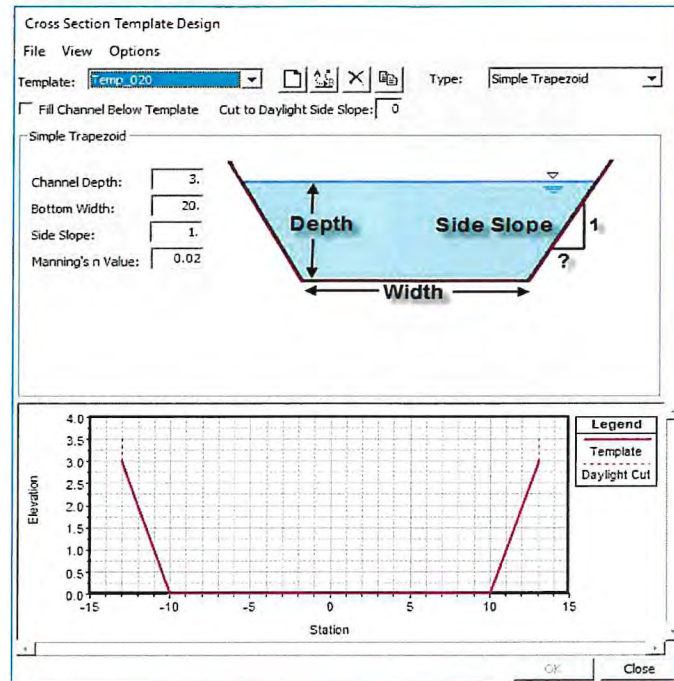 Cross Section Template Design
File View Options
Template: Temp_020 Type: Simple Trapezoid
Fill Channel Below Template Cut to Daylight Side Slope: 0
Simple Trapezoid
Channel Depth: 3.
Bottom Width: 20.
Side Slope: 1.
Manning's n Value: 0.02
Depth
Side Slope
1
?
Width
4.0
3.5
3.0
2.5
2.0
1.5
1.0
0.5
0.0
Elevation
-15 -10 -5 0 5 10 15
Station
Legend
Template
Daylight Cut
OK Close